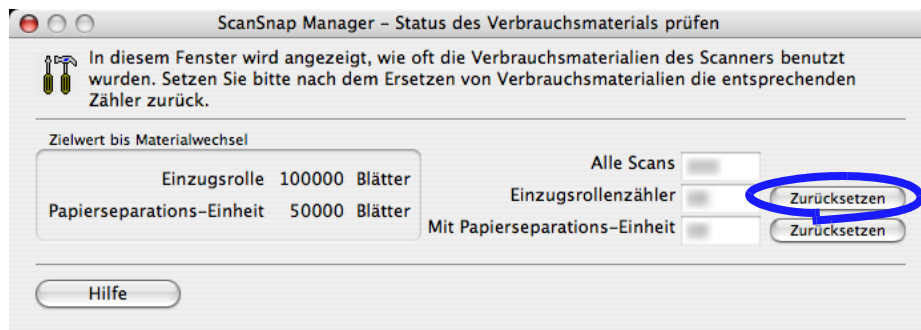 ScanSnap Manager – Status des Verbrauchsmaterials prüfen
In diesem Fenster wird angezeigt, wie oft die Verbrauchsmaterialien des Scanners benutzt
wurden. Setzen Sie bitte nach dem Ersetzen von Verbrauchsmaterialien die entsprechenden
Zähler zurück.
Zielwert bis Materialwechsel
Einzugsrolle 100000 Blätter
Papierseparations-Einheit 50000 Blätter
Alle Scans
Einzugsrollenzähler Zurücksetzen
Mit Papierseparations-Einheit Zurücksetzen
Hilfe